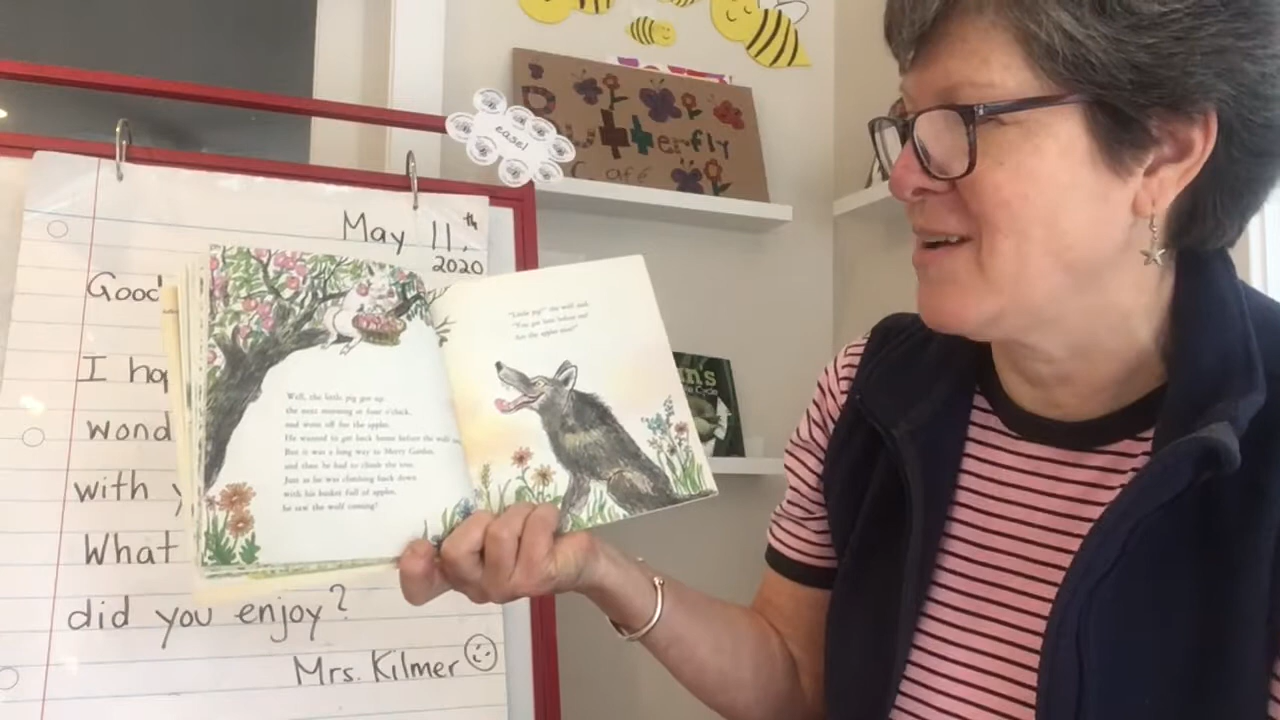 easel
Butterfly
Café
May 11th,
2020
Good
I hop
wond
with y
What
did you enjoy?
Mrs. Kilmer
Well, the little pig got up
the next morning at four o'clock,
and went off for the apples.
He wanted to get back home before the wolf
But it was a long way to Merry Garden,
and then he had to climb the tree.
Just as he was climbing back down
with his basket full of apples,
he saw the wolf coming!
"Little pig!" the wolf said.
"You got here before me!
Are the apples nice?"
n's
Cycle